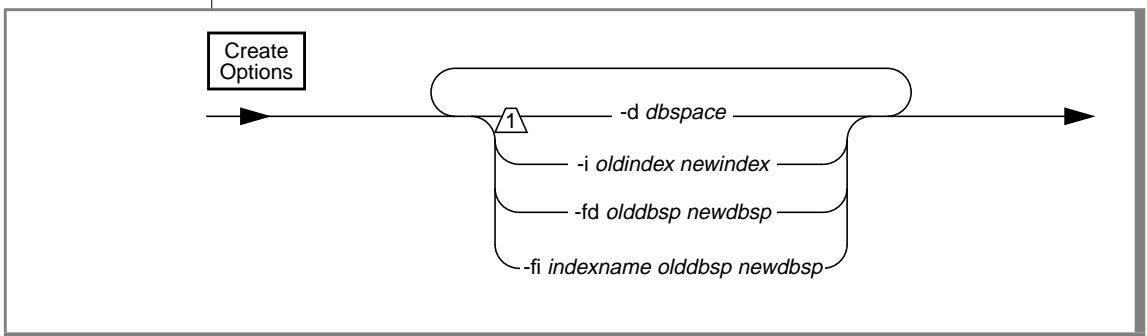 Create
Options
1
-d dbspace
-i oldindex newindex
-fd olddbsp newdbsp
-fi indexname olddbsp newdbsp